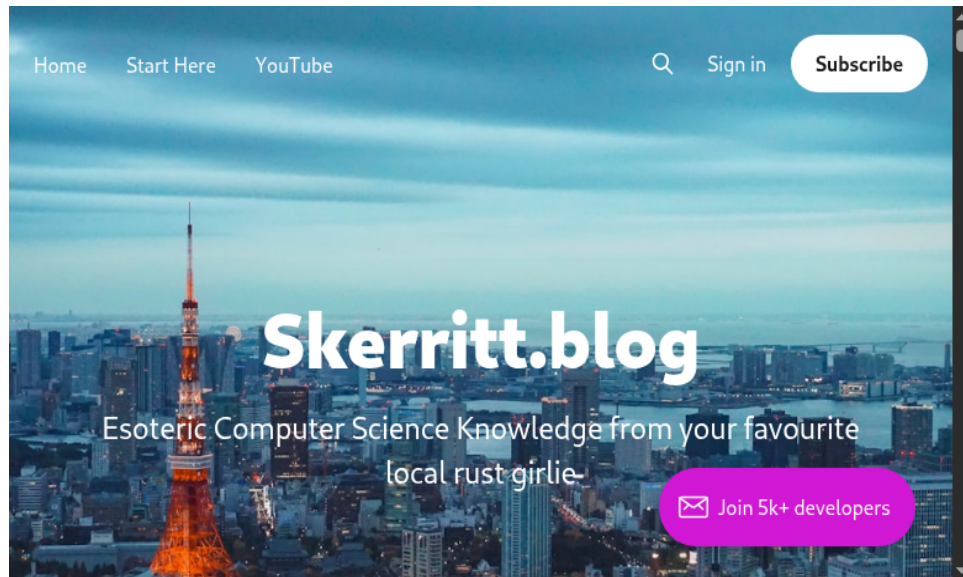 Home Start Here YouTube Sign in Subscribe
Skerritt.blog
Esoteric Computer Science Knowledge from your favourite
local rust girlie
Join 5k+ developers